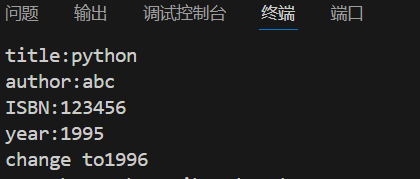 问题 输出 调试控制台 终端 端口
title:python
author:abc
ISBN:123456
year:1995
change to1996